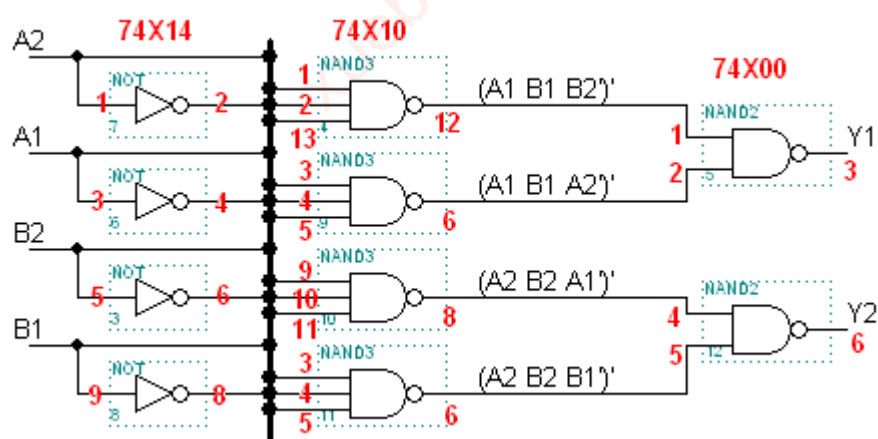 74X14
74X10
A2
NOT
1
2
7
NAND3
1
2
13
4
12
(A1 B1 B2')'
74X00
NAND2
1
2
5
Y1
3
A1
NOT
3
4
6
NAND3
3
4
5
9
6
(A1 B1 A2')'
B2
NOT
5
6
3
NAND3
9
10
11
10
8
(A2 B2 A1')'
NAND2
4
5
12
Y2
6
B1
NOT
9
8
8
NAND3
3
4
5
11
6
(A2 B2 B1')'